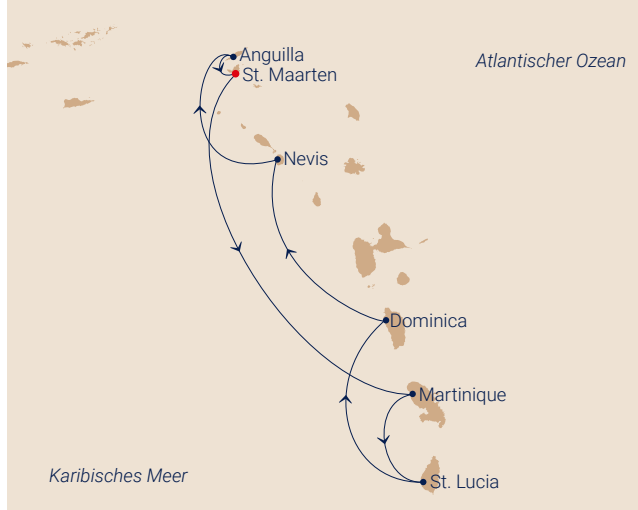 Anguilla
Atlantischer Ozean
St. Maarten
Nevis
Dominica
Martinique
Karibisches Meer
St. Lucia